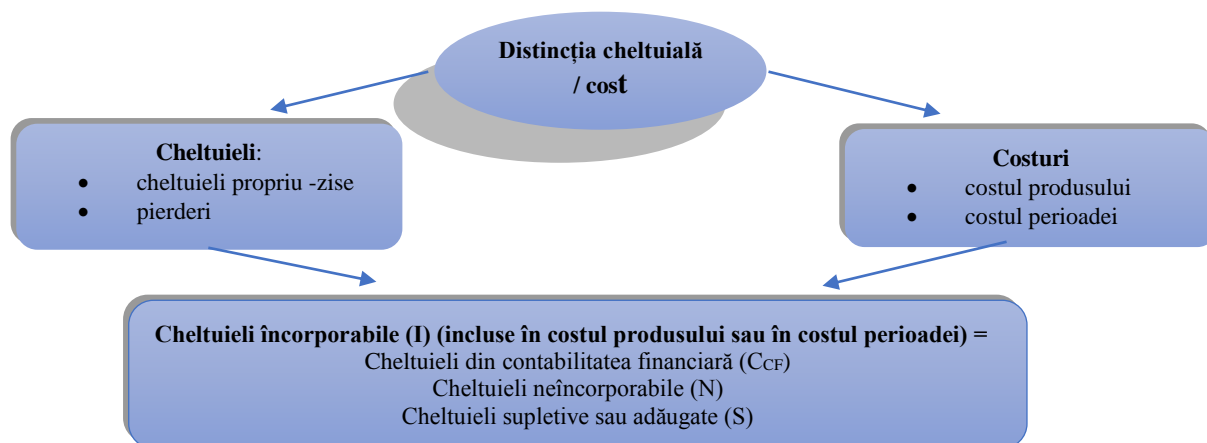 Distincția cheltuială
/ cost
Cheltuieli:
• cheltuieli propriu -zise
• pierderi
Costuri
• costul produsului
• costul perioadei
Cheltuieli încorporabile (I) (incluse în costul produsului sau în costul perioadei) =
Cheltuieli din contabilitatea financiară (CCF)
Cheltuieli neîncorporabile (N)
Cheltuieli supletive sau adăugate (S)